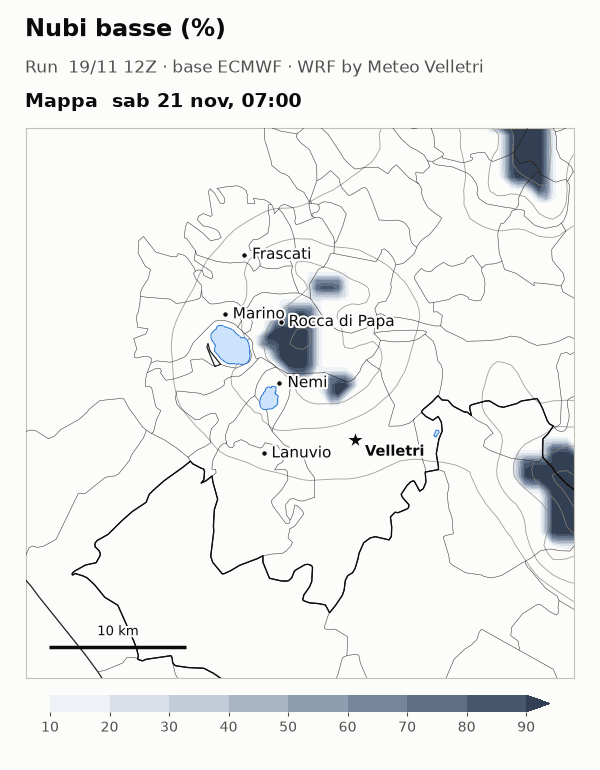 Nubi basse (%)
Run  19/11 12Z · base ECMWF · WRF by Meteo Velletri
Mappa  sab 21 nov, 07:00
Frascati
Marino
Rocca di Papa
Nemi
Velletri
Lanuvio
10 km
10 20 30 40 50 60 70 80 90